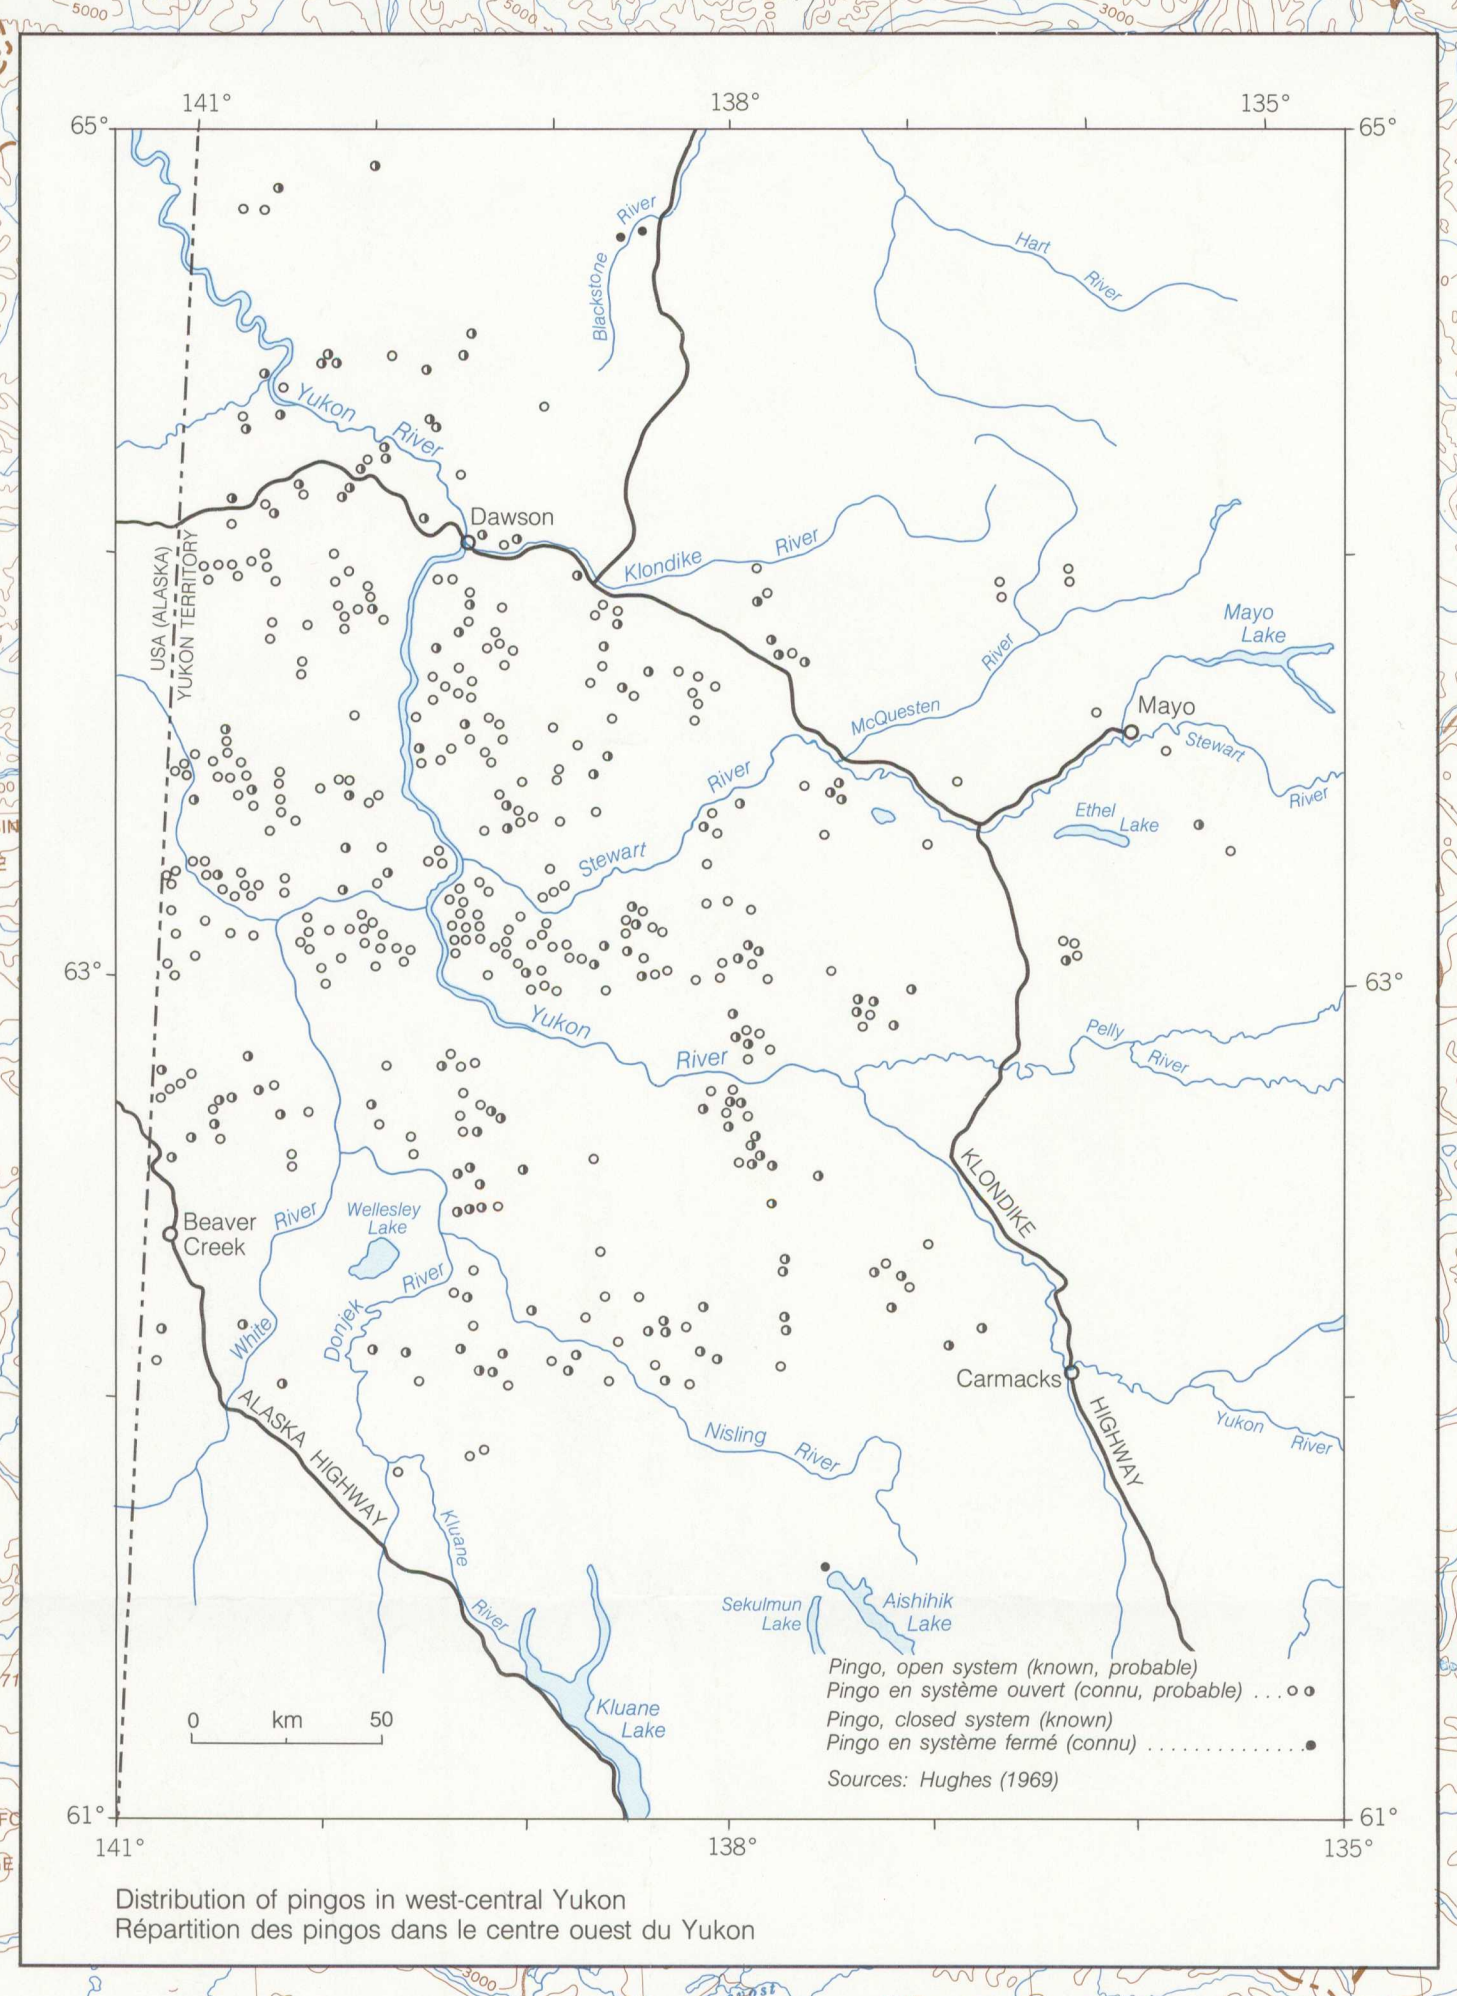 5000
5000
3000
141°
138°
135°
65°
65°
River
Blackstone
Hart
River
Yukon
River
Dawson
Klondike
River
USA (ALASKA)
YUKON TERRITORY
Mayo
Lake
River
McQuesten
Mayo
Stewart
River
River
Ethel
Lake
Stewart
63°
63°
Yukon
River
Pelly
River
KLONDIKE
Beaver
Creek
River
Wellesley
Lake
River
Donjek
White
Carmacks
ALASKA HIGHWAY
HIGHWAY
Yukon
River
Nisling
River
Kluane
River
Sekulmun
Lake
Aishihik
Lake
Kluane
Lake
0 km 50
Pingo, open system (known, probable)
Pingo en système ouvert (connu, probable) ...
Pingo, closed system (known)
Pingo en système fermé (connu) ..............
Sources: Hughes (1969)
61°
61°
141°
138°
135°
Distribution of pingos in west-central Yukon
Répartition des pingos dans le centre ouest du Yukon
3000